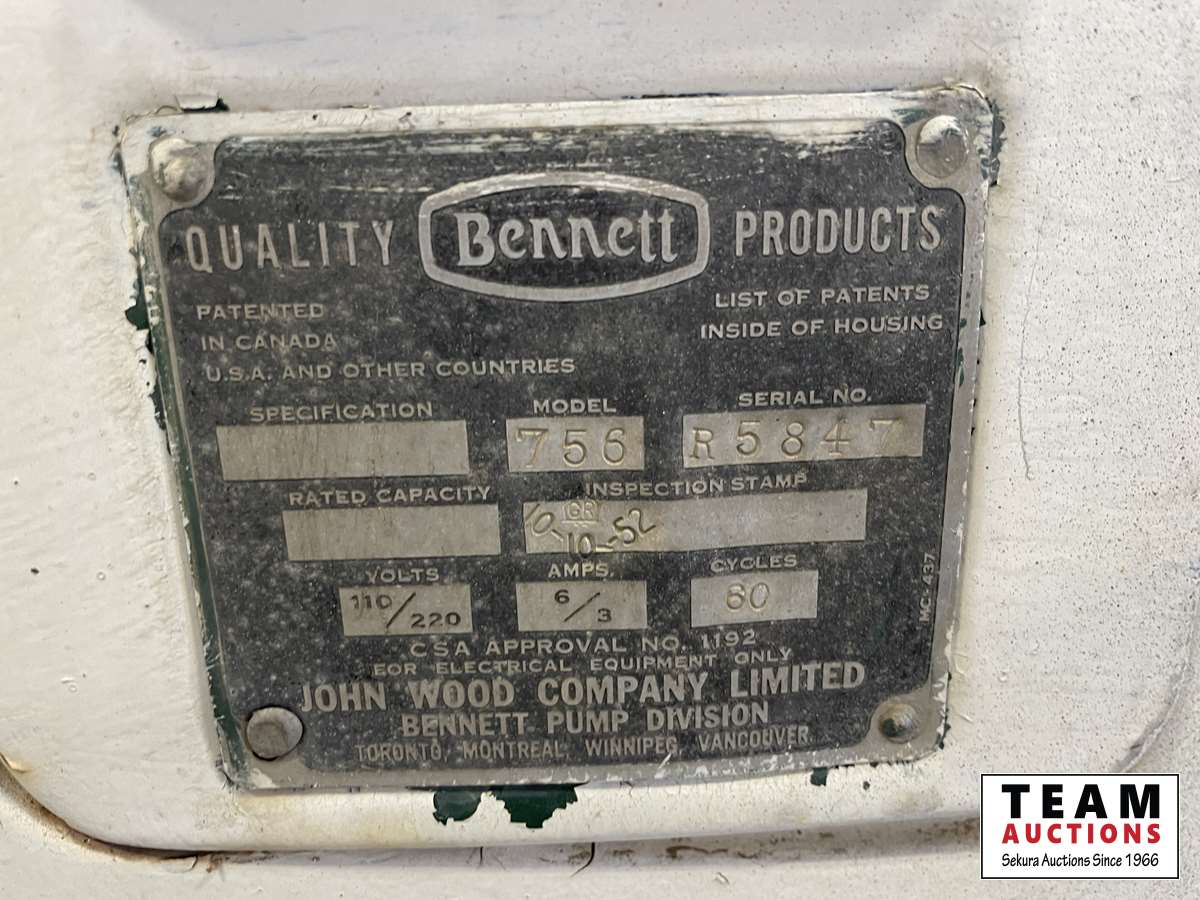 QUALITY Bennett PRODUCTS
PATENTED
IN CANADA
U.S.A. AND OTHER COUNTRIES
LIST OF PATENTS
INSIDE OF HOUSING
SPECIFICATION
MODEL
756
SERIAL NO.
R5847
RATED CAPACITY
INSPECTION STAMP
GR
10-10-52
VOLTS
110/220
AMPS.
6/3
CYCLES
60
MC-437
CSA APPROVAL NO. 1192
FOR ELECTRICAL EQUIPMENT ONLY
JOHN WOOD COMPANY LIMITED
BENNETT PUMP DIVISION
TORONTO, MONTREAL, WINNIPEG, VANCOUVER
TEAM
AUCTIONS
Sekura Auctions Since 1966